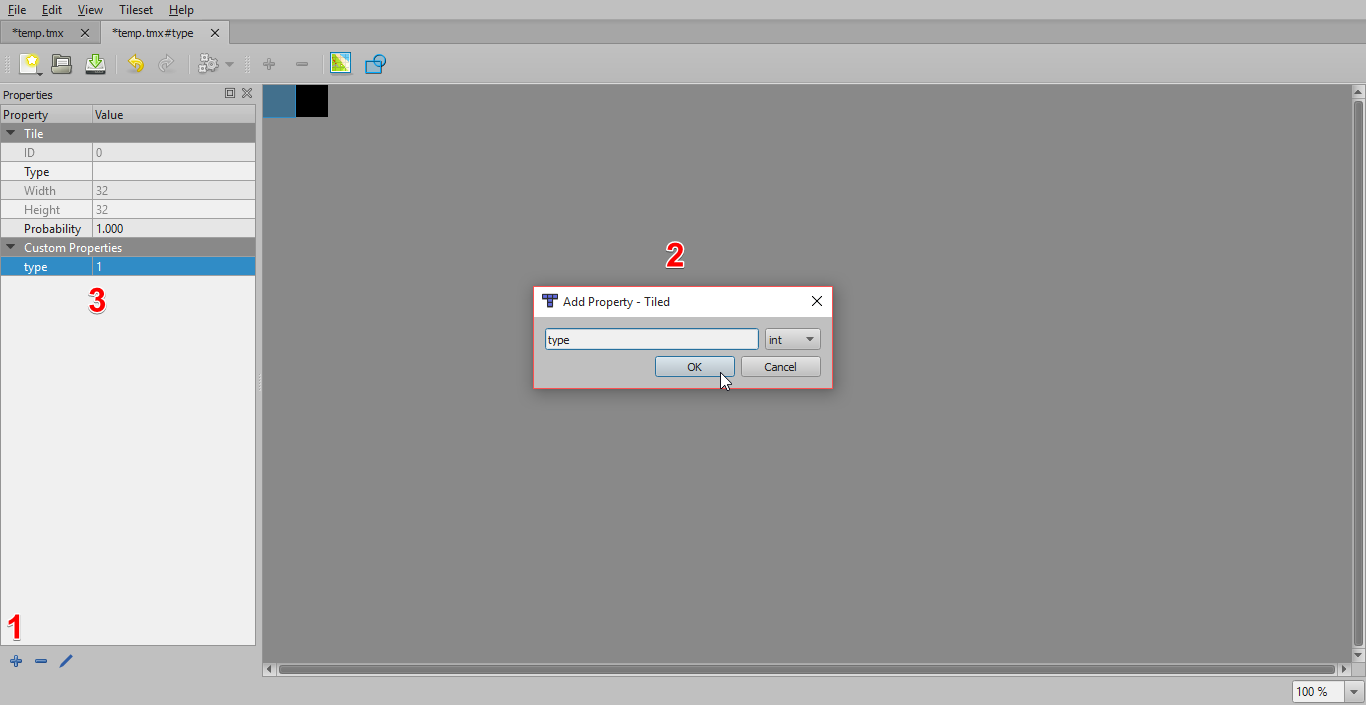 File Edit View Tileset Help
*temp.tmx *temp.tmx#type
Properties
Property Value
Tile
ID 0
Type
Width 32
Height 32
Probability 1.000
Custom Properties
type 1
3
2
Add Property - Tiled
type int
OK Cancel
1
100 %